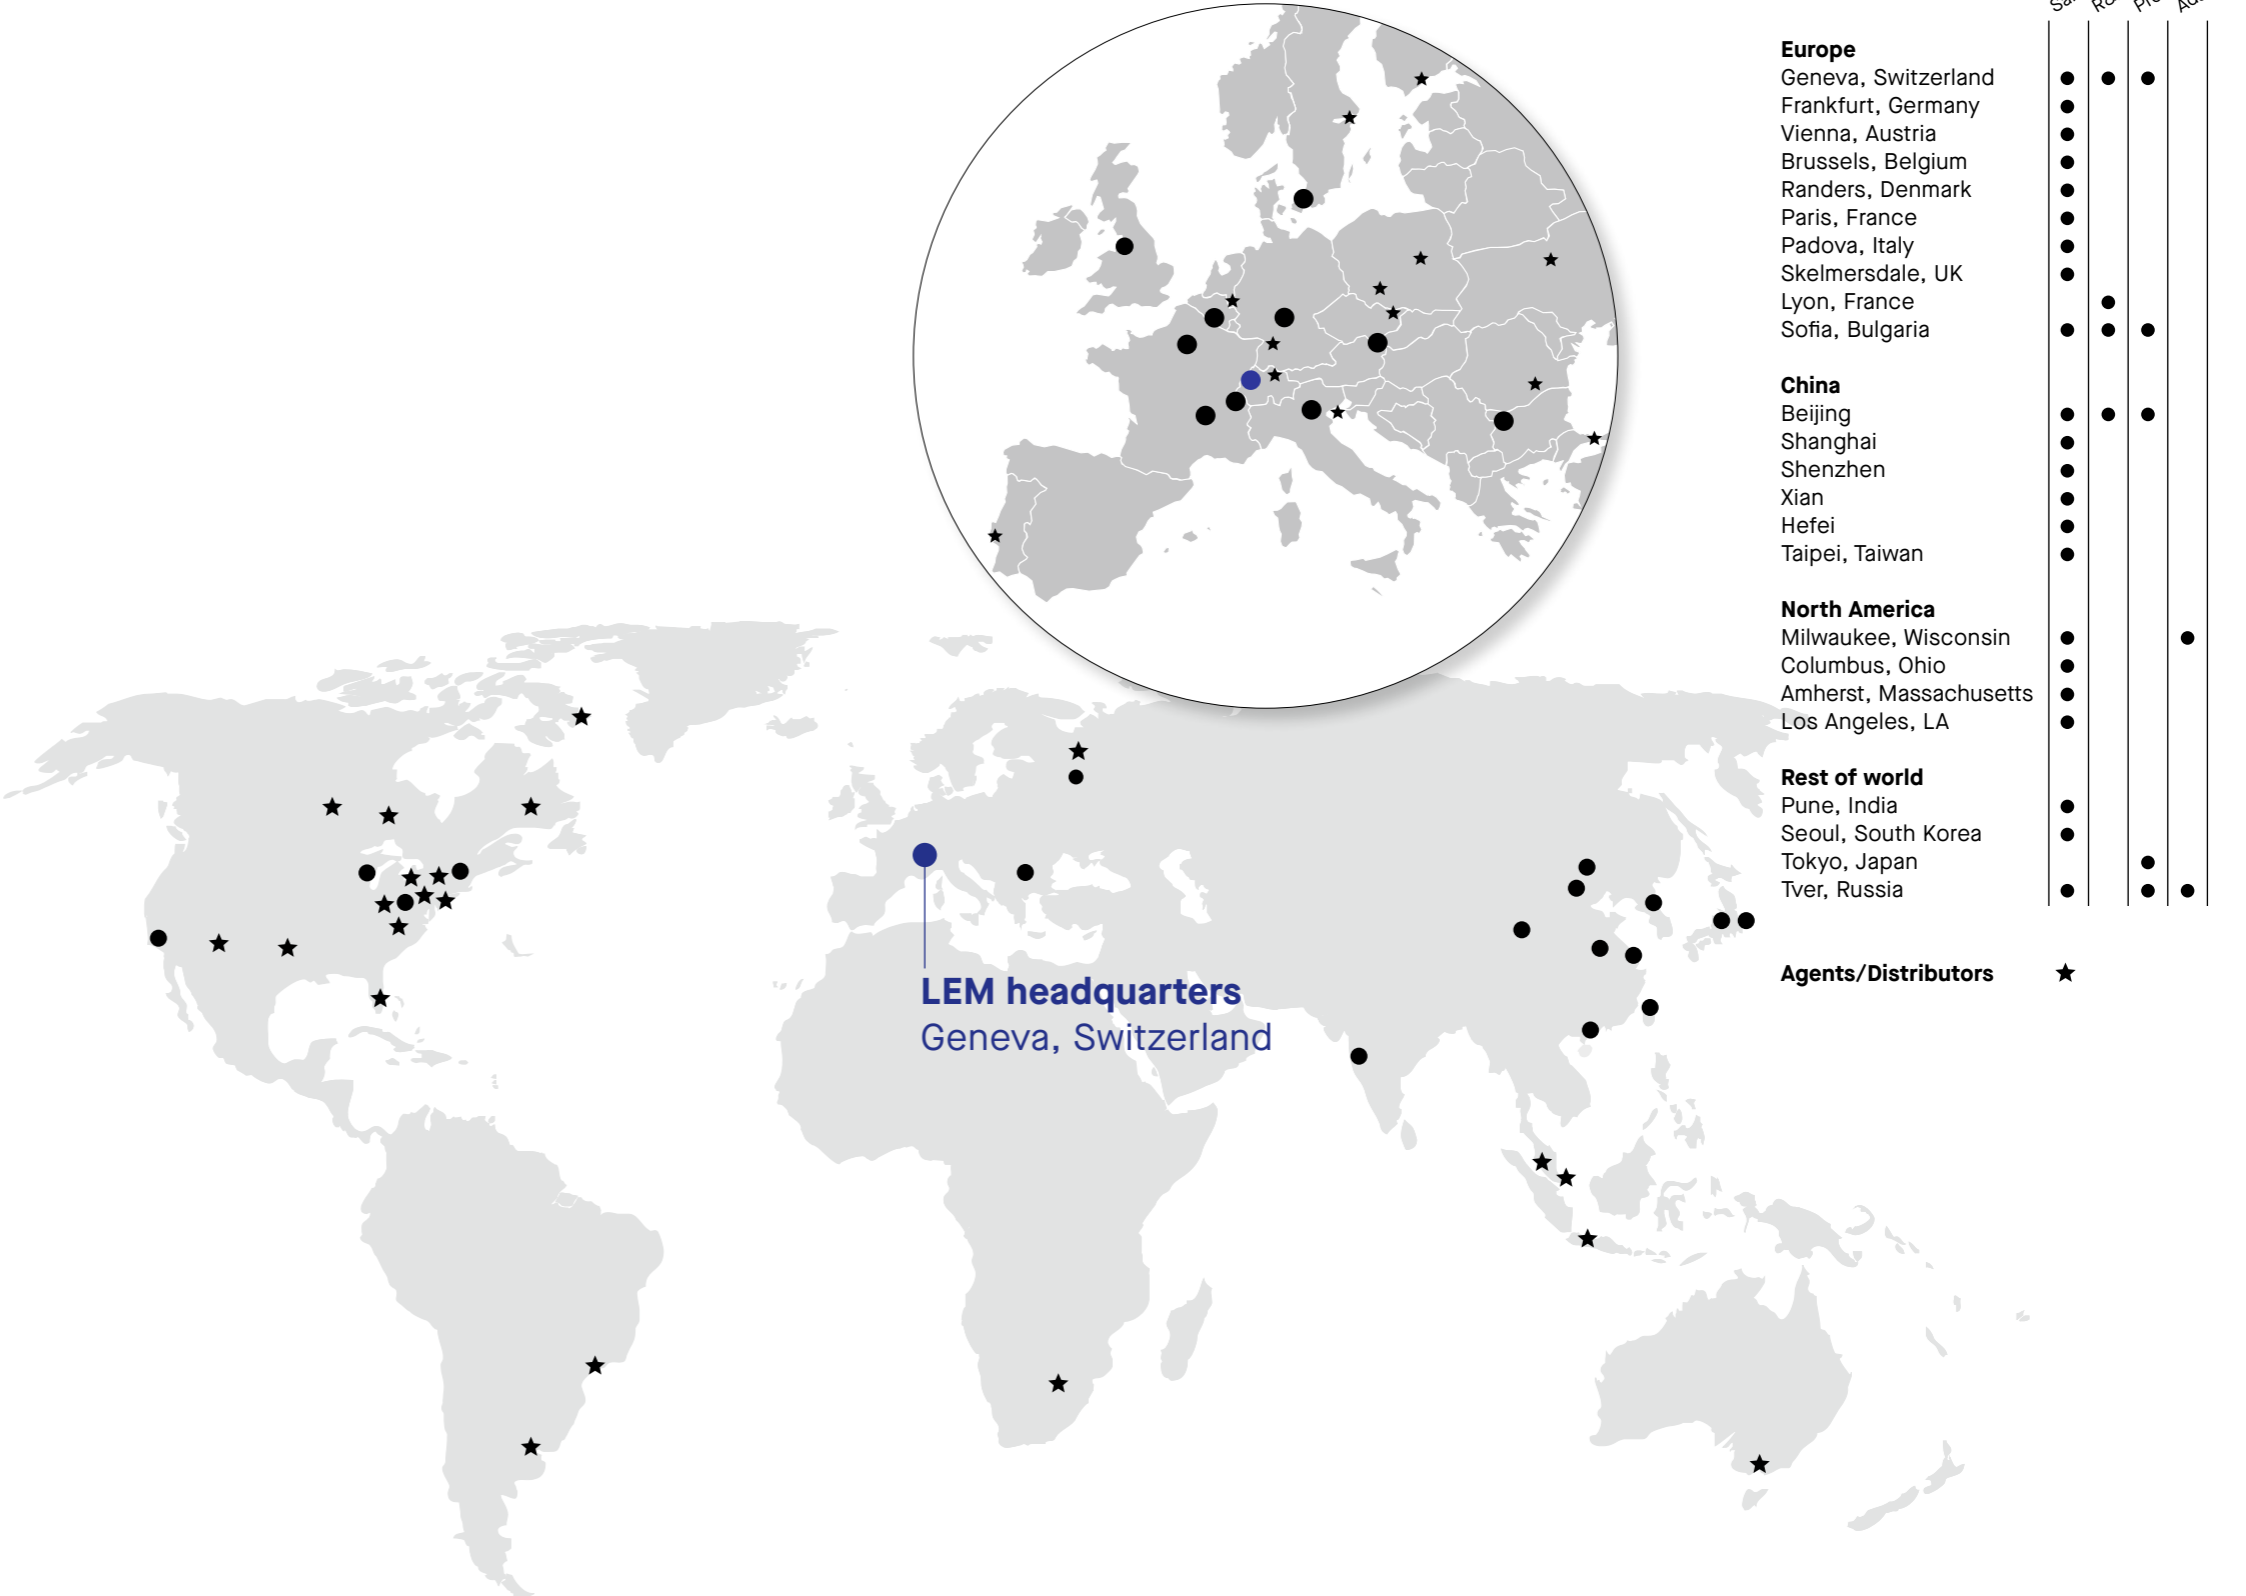 Europe
Geneva, Switzerland
Frankfurt, Germany
Vienna, Austria
Brussels, Belgium
Randers, Denmark
Paris, France
Padova, Italy
Skelmersdale, UK
Lyon, France
Sofia, Bulgaria
China
Beijing
Shanghai
Shenzhen
Xian
Hefei
Taipei, Taiwan
North America
Milwaukee, Wisconsin
Columbus, Ohio
Amherst, Massachusetts
Los Angeles, LA
Rest of world
Pune, India
Seoul, South Korea
Tokyo, Japan
Tver, Russia
Agents/Distributors
LEM headquarters
Geneva, Switzerland